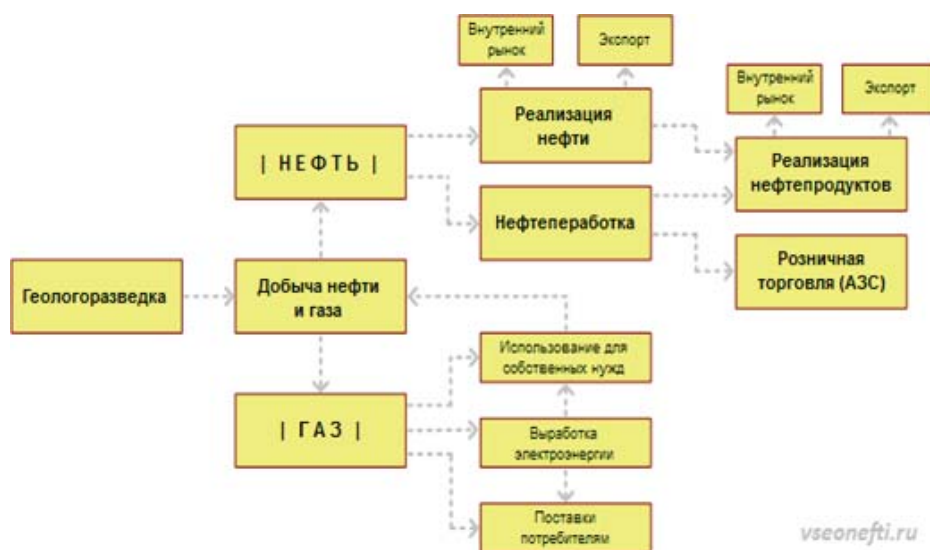 Внутренний
рынок
Экспорт
Реализация
нефти
Внутренний
рынок
Экспорт
Реализация
нефтепродуктов
| НЕФТЬ |
Нефтеперaботка
Розничная
торговля (АЗС)
Геологоразведка
Добыча нефти
и газа
Использование для
собственных нужд
| ГАЗ |
Выработка
электроэнергии
Поставки
потребителям
vseonefti.ru